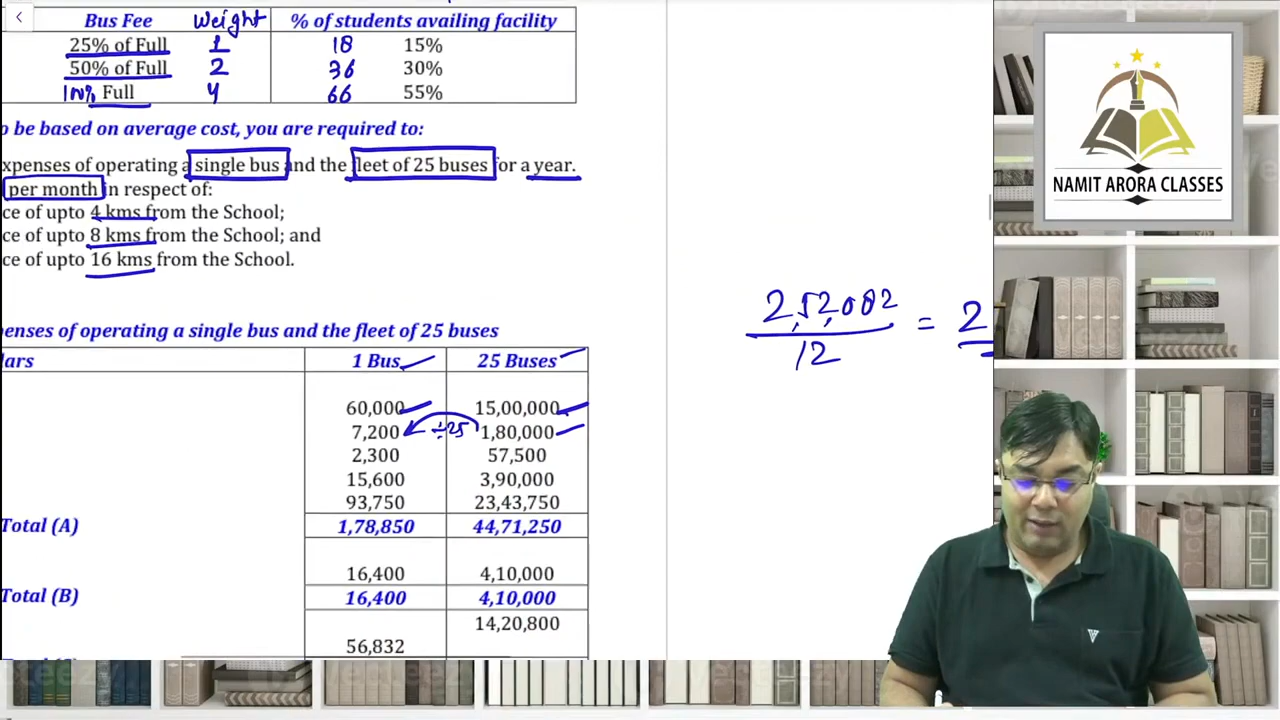 Bus Fee Weight % of students availing facility
25% of Full 1 18 15%
50% of Full 2 36 30%
100% Full 4 66 55%
o be based on average cost, you are required to:
xpenses of operating a single bus and the fleet of 25 buses for a year.
per month in respect of:
ce of upto 4 kms from the School;
ce of upto 8 kms from the School; and
ce of upto 16 kms from the School.
enses of operating a single bus and the fleet of 25 buses
lars 1 Bus 25 Buses
60,000 15,00,000
7,200 ÷25 1,80,000
2,300 57,500
15,600 3,90,000
93,750 23,43,750
Total (A) 1,78,850 44,71,250
16,400 4,10,000
Total (B) 16,400 4,10,000
14,20,800
56,832
2,52,082
12
= 2
NAMIT ARORA CLASSES